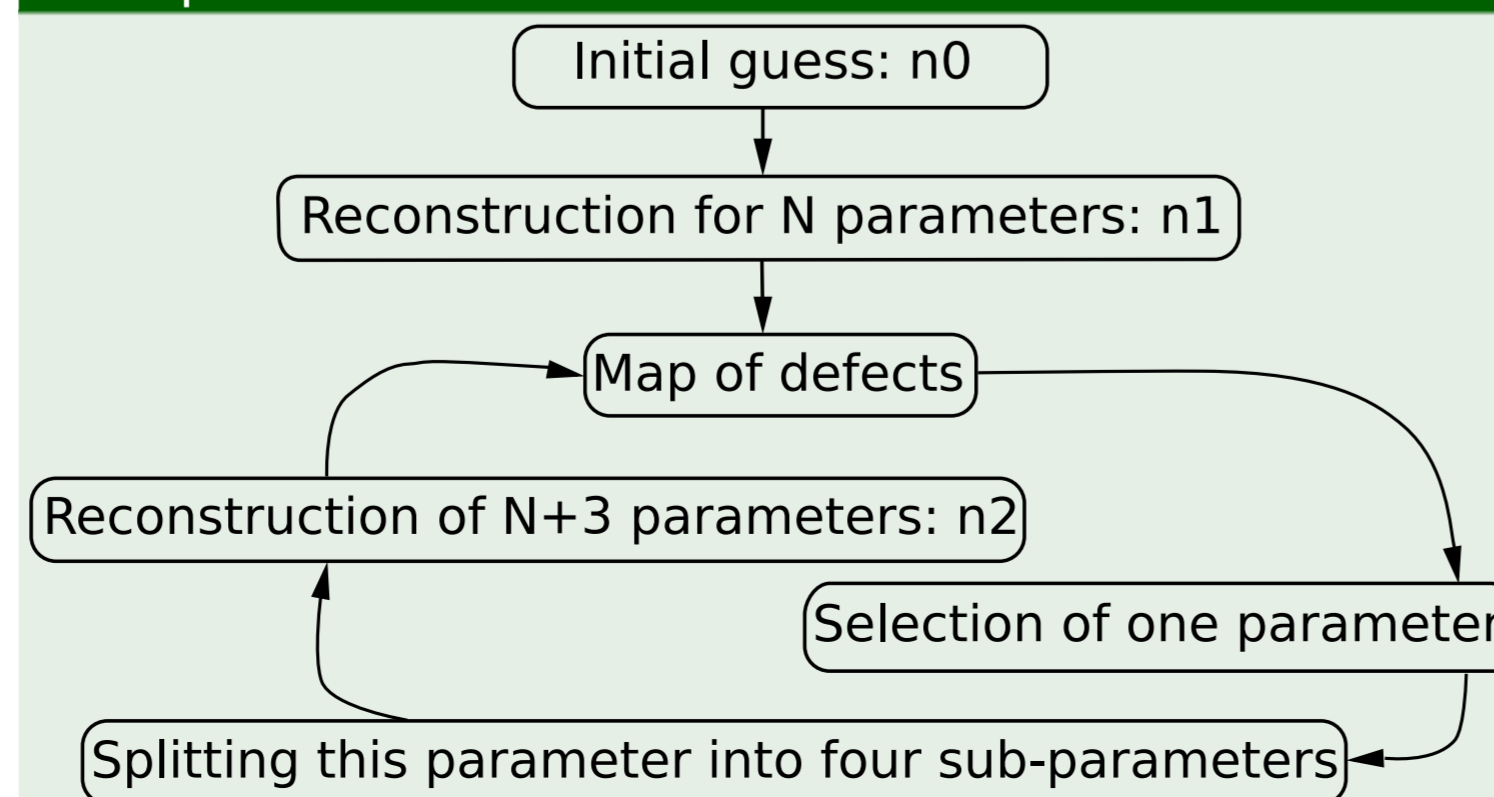 Initial guess: n0
Reconstruction for N parameters: n1
Map of defects
Reconstruction of N+3 parameters: n2
Selection of one parameter
Splitting this parameter into four sub-parameters